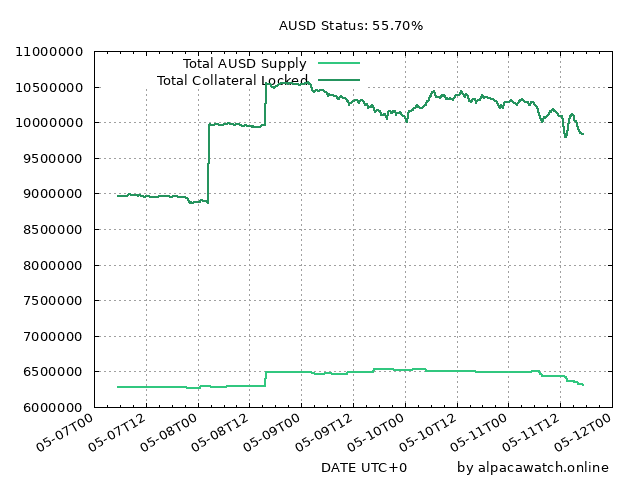 AUSD Status: 55.70%
11000000
10500000
10000000
9500000
9000000
8500000
8000000
7500000
7000000
6500000
6000000
Total AUSD Supply
Total Collateral Locked
05-07T00
05-07T12
05-08T00
05-08T12
05-09T00
05-09T12
05-10T00
05-10T12
05-11T00
05-11T12
05-12T00
DATE UTC+0
by alpacawatch.online